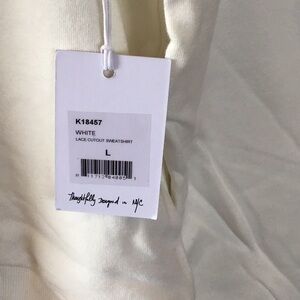 K18457
WHITE
LACE CUTOUT SWEATSHIRT
L
Thoughtfully Designed in NYC